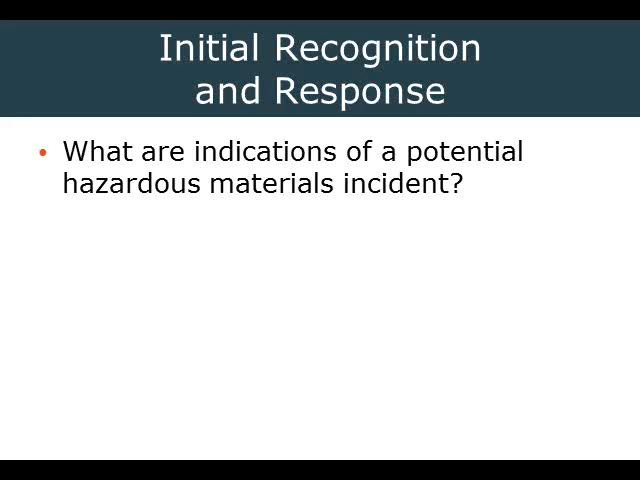 Initial Recognition
and Response
• What are indications of a potential
hazardous materials incident?